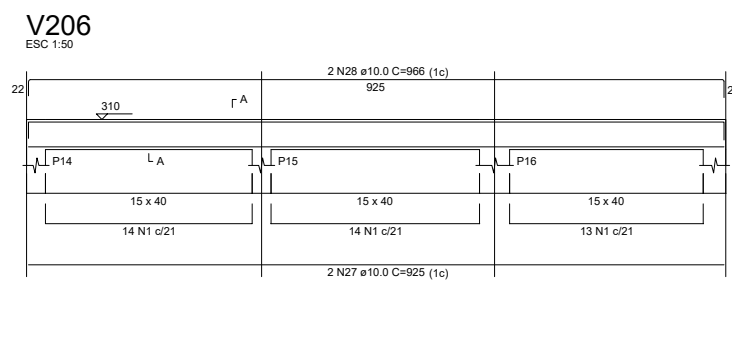 V206
ESC 1:50
2 N28 ø10.0 C=966 (1c)
22
925
2
A
310
P14
A
P15
P16
15 x 40
15 x 40
15 x 40
14 N1 c/21
14 N1 c/21
13 N1 c/21
2 N27 ø10.0 C=925 (1c)